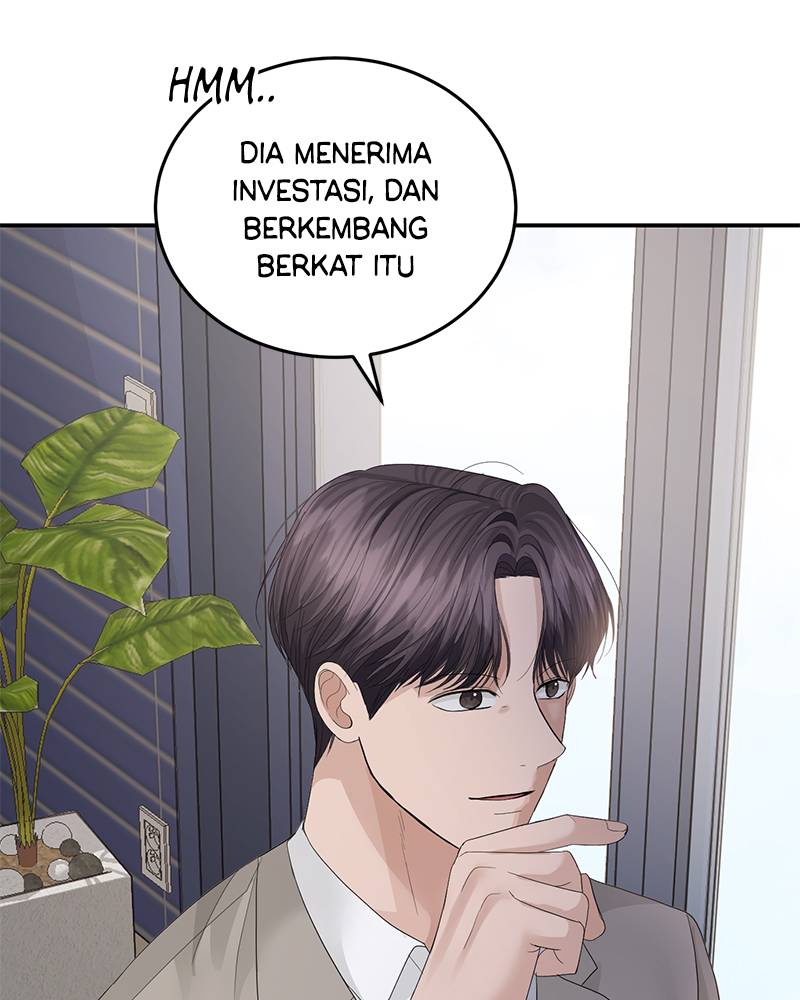 HMM..
DIA MENERIMA
INVESTASI, DAN
BERKEMBANG
BERKAT ITU